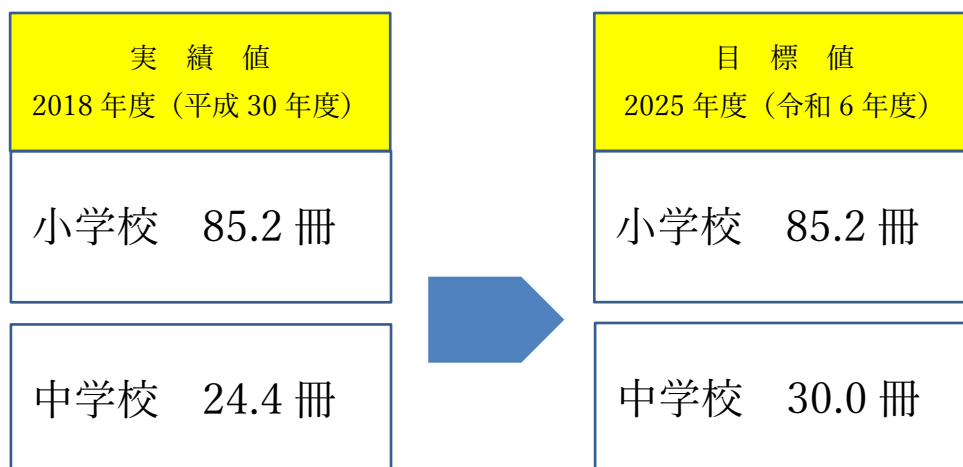 実　績　値
2018 年度（平成 30 年度）
小学校　85.2 冊
中学校　24.4 冊
目　標　値
2025 年度（令和 6 年度）
小学校　85.2 冊
中学校　30.0 冊